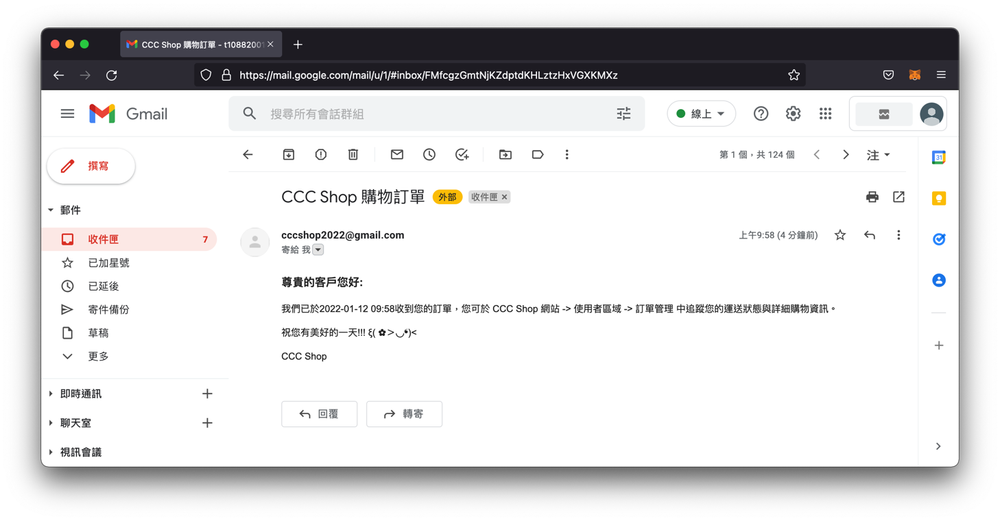 CCC Shop 購物訂單 - t10882001
https://mail.google.com/mail/u/1/#inbox/FMfcgzGmtNjKZdptdKHLztzHxVGXKMXz
Gmail
搜尋所有會話群組
線上
撰寫
第 1 個，共 124 個
注
31
郵件
收件匣 7
已加星號
已延後
寄件備份
草稿
更多
即時通訊
聊天室
視訊會議
CCC Shop 購物訂單 外部 收件匣 ×
cccshop2022@gmail.com
上午9:58 (4 分鐘前)
寄給 我
尊貴的客戶您好:
我們已於2022-01-12 09:58收到您的訂單，您可於 CCC Shop 網站 -> 使用者區域 -> 訂單管理 中追蹤您的運送狀態與詳細購物資訊。
祝您有美好的一天!!! ξ( ✿＞◡❛)<
CCC Shop
回覆
轉寄